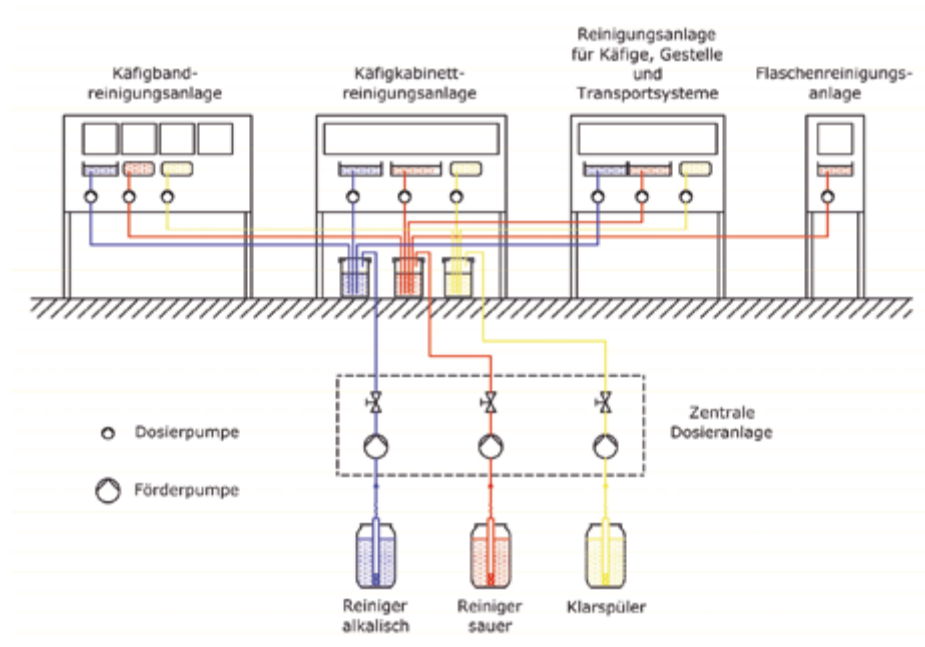 Käfigband-
reinigungsanlage
Käfigkabinett-
reinigungsanlage
Reinigungsanlage
für Käfige, Gestelle
und
Transportsysteme
Flaschenreinigungs-
anlage
Zentrale
Dosieranlage
Dosierpumpe
Förderpumpe
Reiniger
alkalisch
Reiniger
sauer
Klarspüler